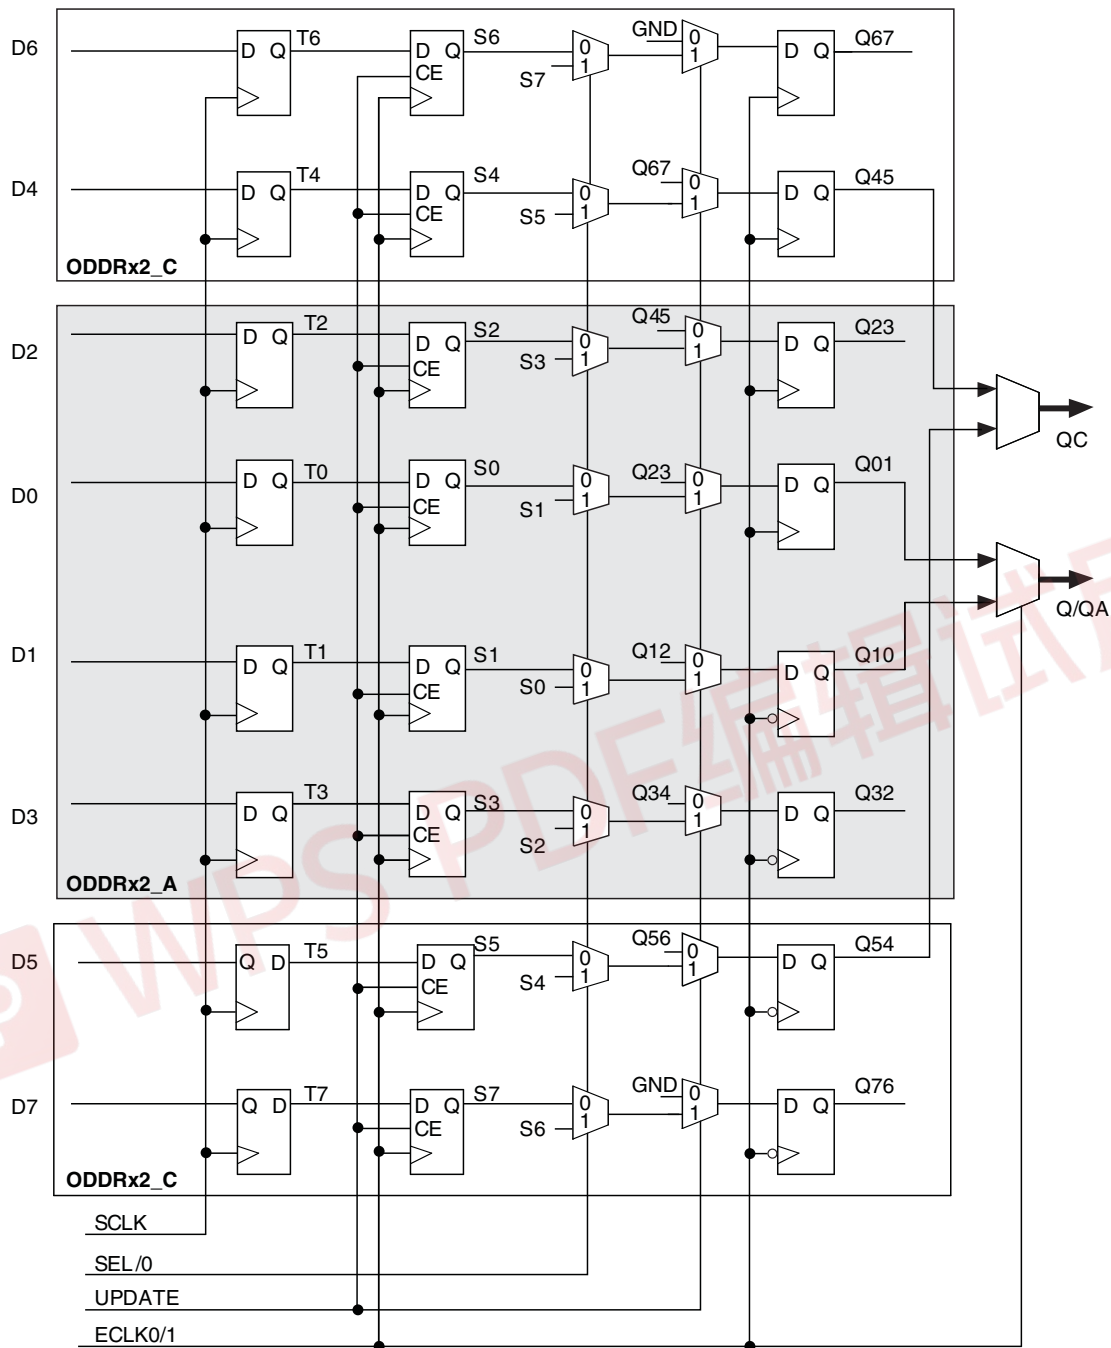 D6
D Q
T6
D Q
CE
S6
0
1
S7
GND
0
1
D Q
Q67
D4
D Q
T4
D Q
CE
S4
0
1
S5
Q67
0
1
D Q
Q45
ODDRx2_C
D2
D Q
T2
D Q
CE
S2
0
1
S3
Q45
0
1
D Q
Q23
QC
D0
D Q
T0
D Q
CE
S0
0
1
S1
Q23
0
1
D Q
Q01
Q/QA
D1
D Q
T1
D Q
CE
S1
0
1
S0
Q12
0
1
D Q
Q10
D3
D Q
T3
D Q
CE
S3
0
1
S2
Q34
0
1
D Q
Q32
ODDRx2_A
D5
Q D
T5
D Q
CE
S5
0
1
S4
Q56
0
1
D Q
Q54
D7
Q D
T7
D Q
CE
S7
0
1
S6
GND
0
1
D Q
Q76
ODDRx2_C
SCLK
SEL/0
UPDATE
ECLK0/1
WPS PDF编辑试用